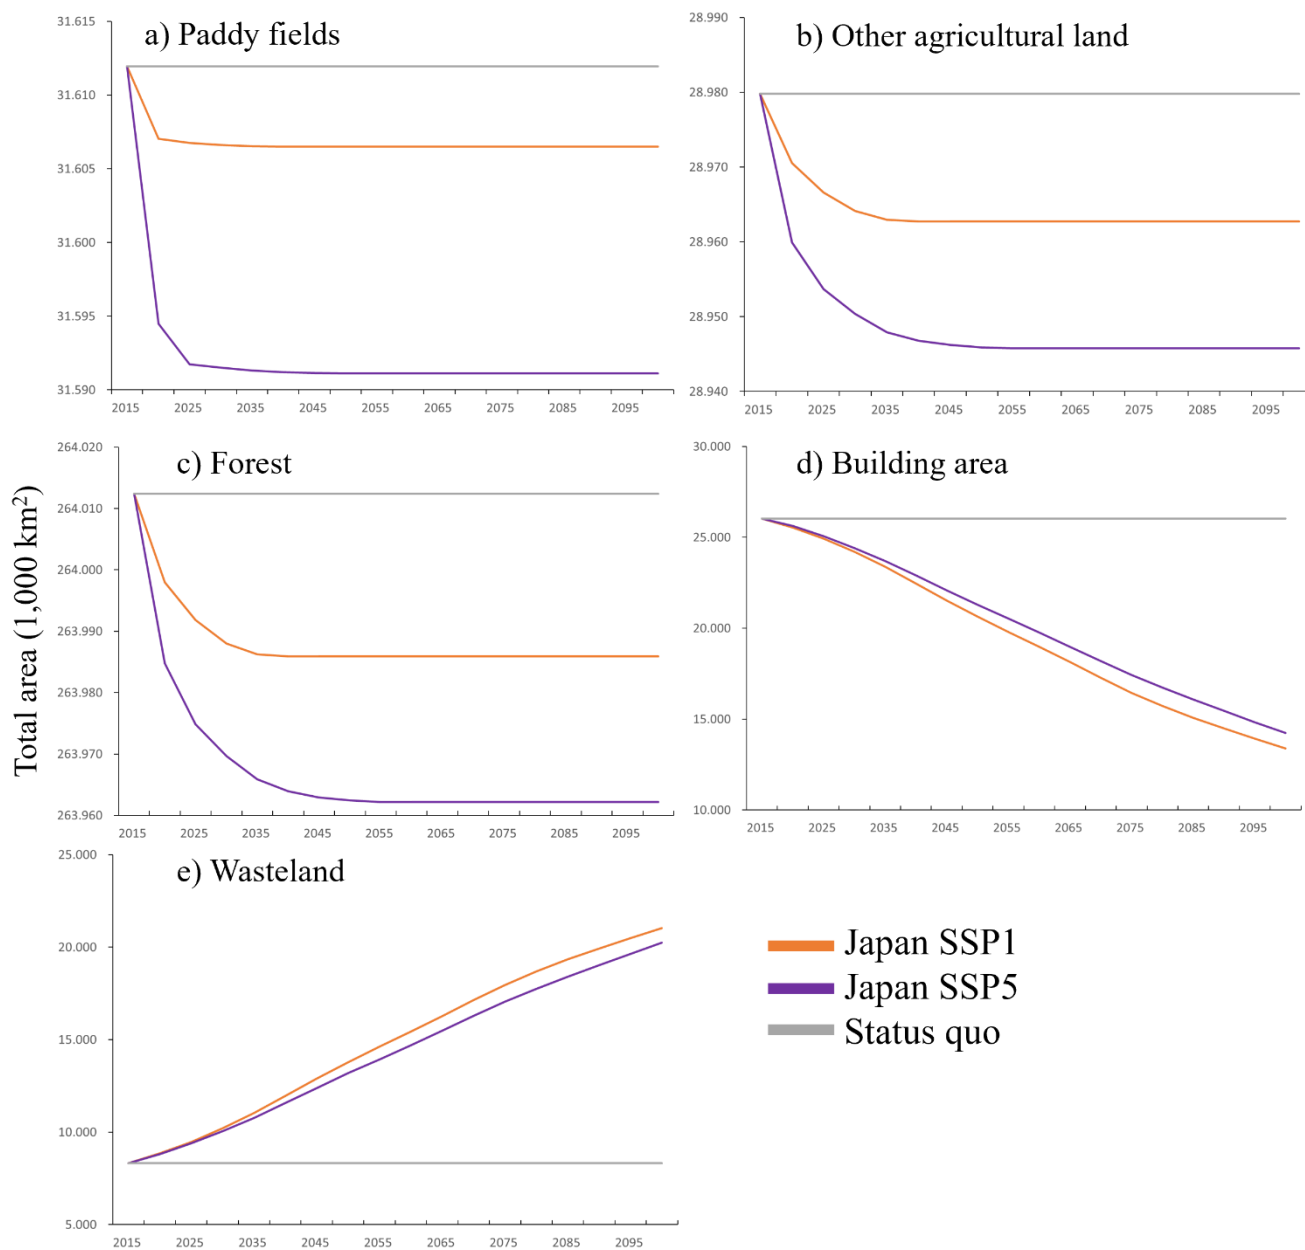 a) Paddy fields
31.615
31.610
31.605
31.600
31.595
31.590
2015 2025 2035 2045 2055 2065 2075 2085 2095
b) Other agricultural land
28.990
28.980
28.970
28.960
28.950
28.940
2015 2025 2035 2045 2055 2065 2075 2085 2095
Total area (1,000 km²)
c) Forest
264.020
264.010
264.000
263.990
263.980
263.970
263.960
2015 2025 2035 2045 2055 2065 2075 2085 2095
d) Building area
30.000
25.000
20.000
15.000
10.000
2015 2025 2035 2045 2055 2065 2075 2085 2095
e) Wasteland
25.000
20.000
15.000
10.000
5.000
2015 2025 2035 2045 2055 2065 2075 2085 2095
Japan SSP1
Japan SSP5
Status quo